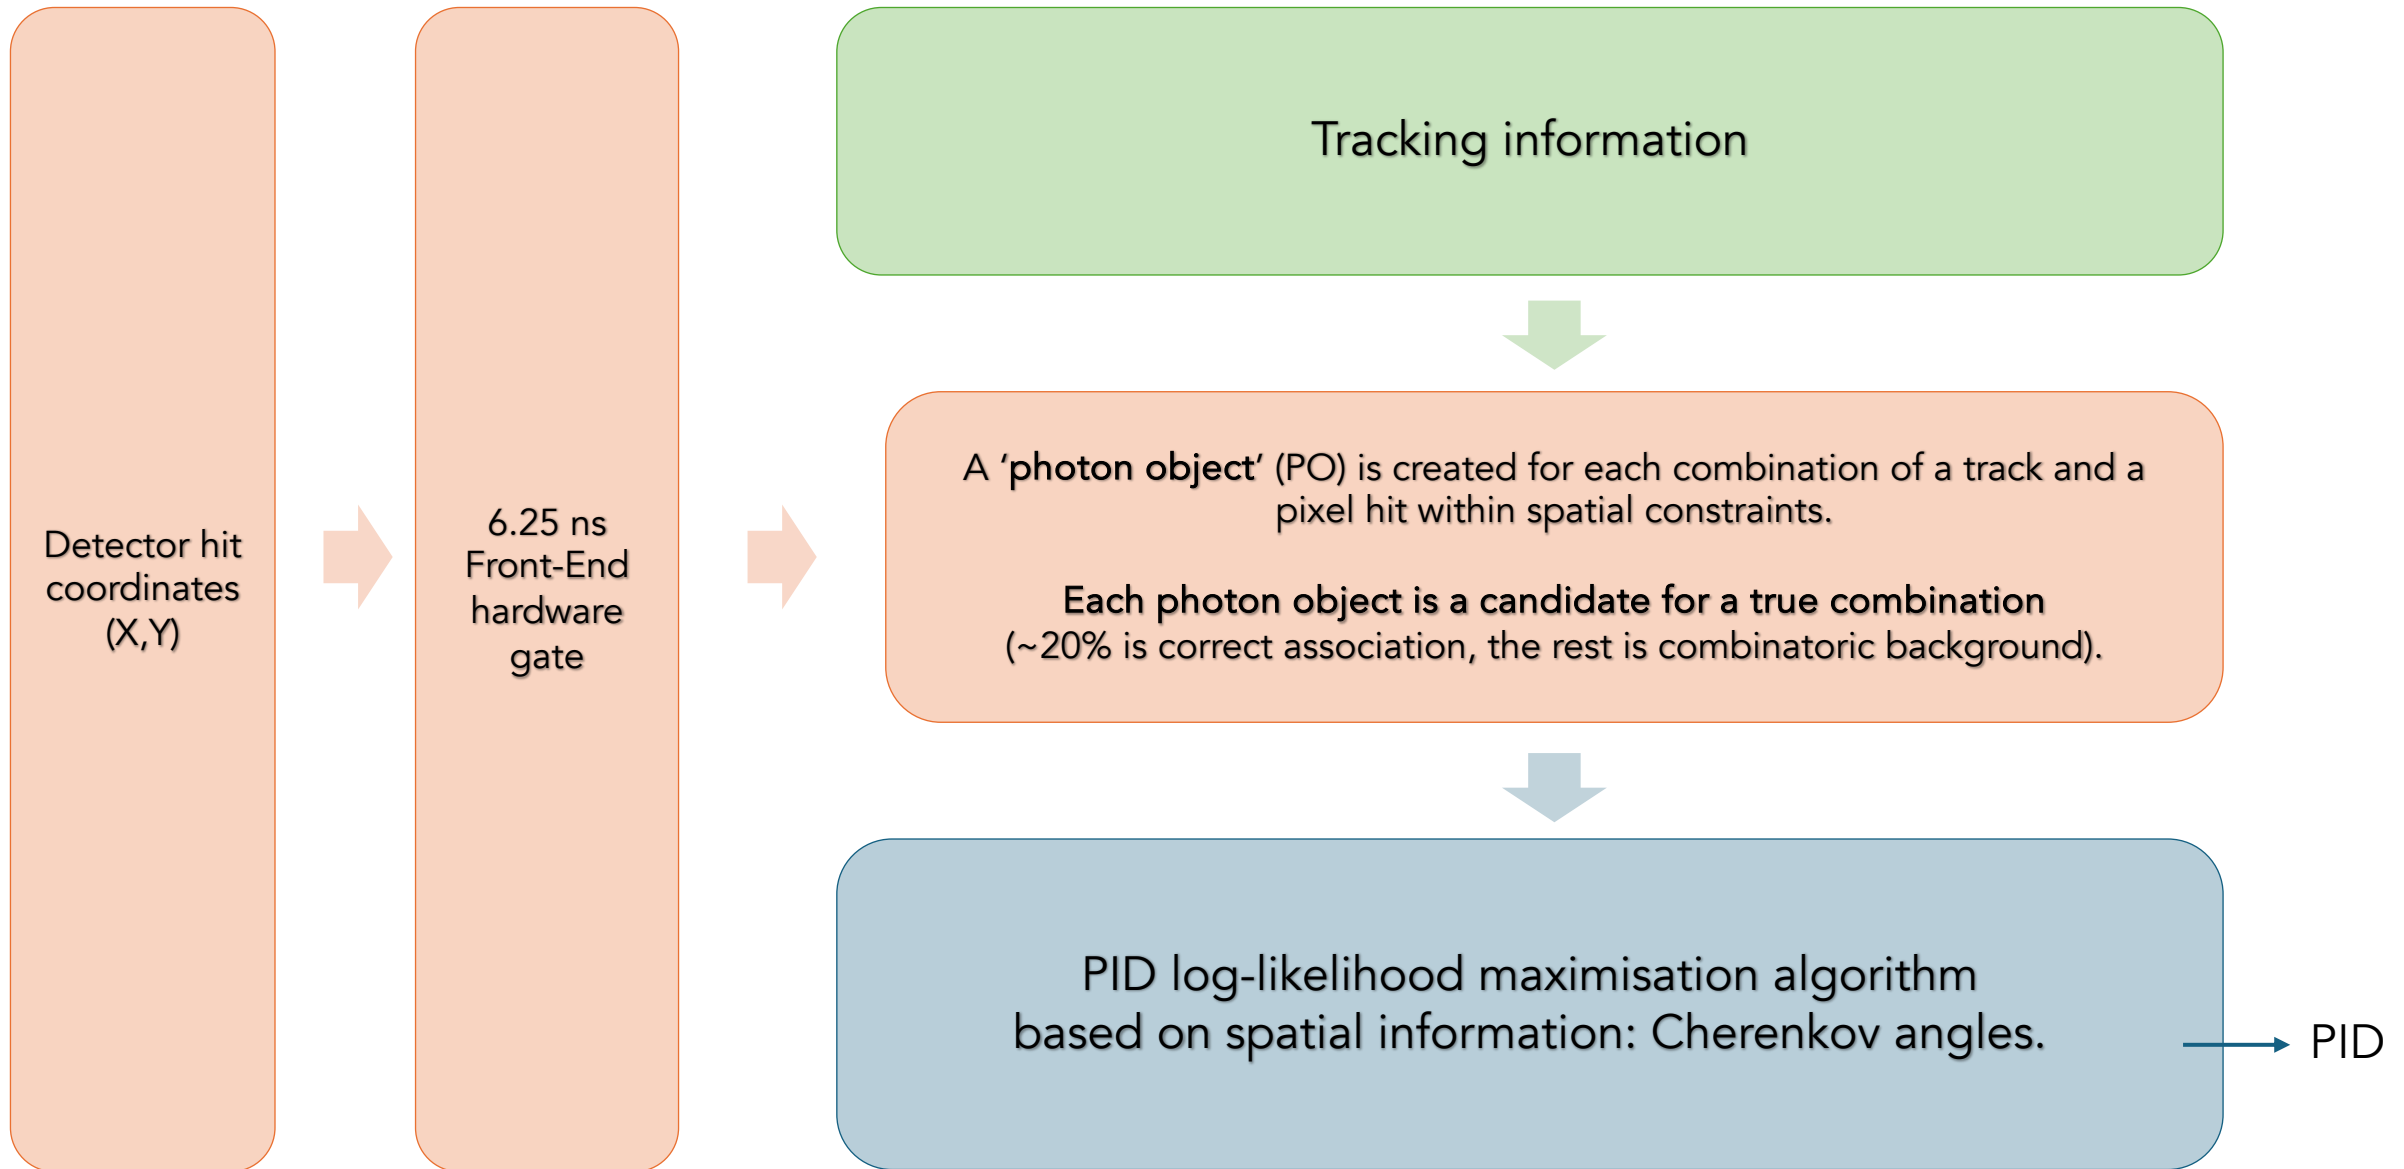 Detector hit
coordinates
(X,Y)
6.25 ns
Front-End
hardware
gate
Tracking information
A ‘photon object’ (PO) is created for each combination of a track and a
pixel hit within spatial constraints.
Each photon object is a candidate for a true combination
(~20% is correct association, the rest is combinatoric background).
PID log-likelihood maximisation algorithm
based on spatial information: Cherenkov angles.
PID